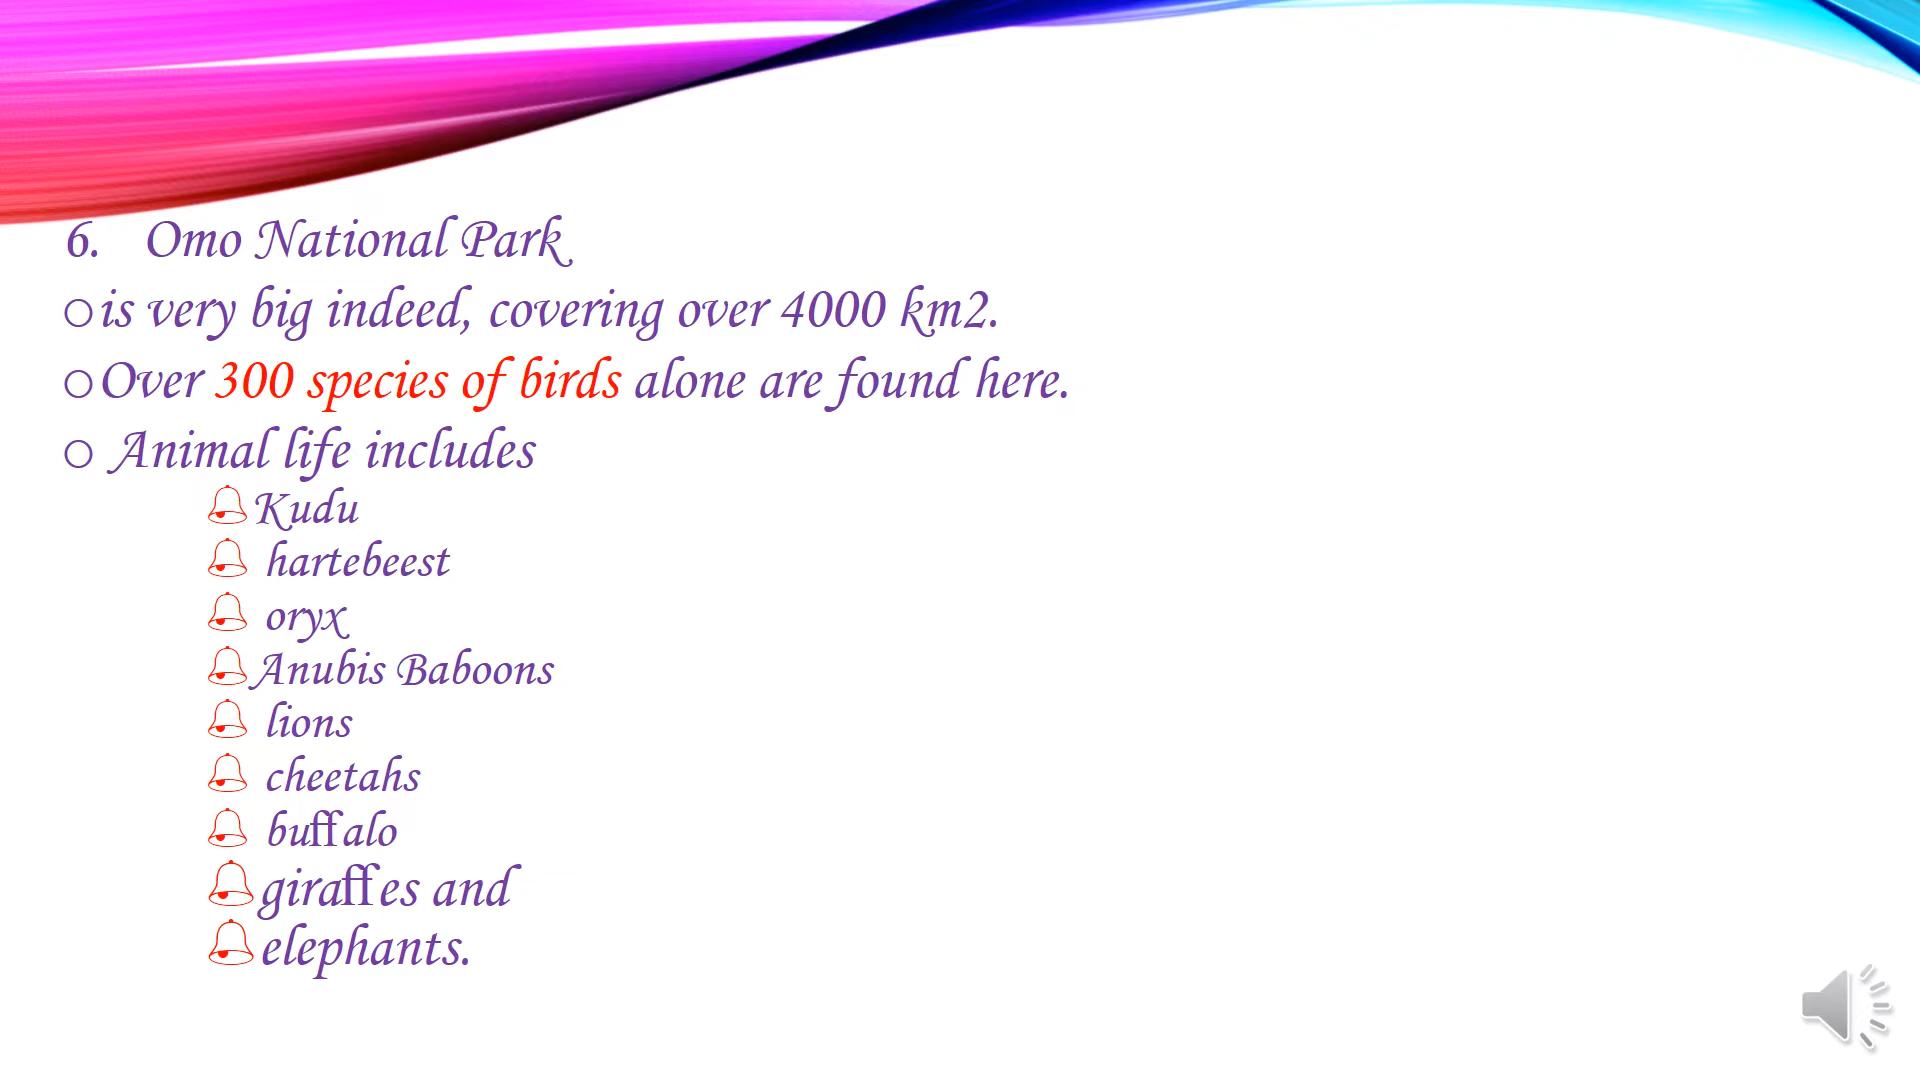 6. Omo National Park
is very big indeed, covering over 4000 km2.
Over 300 species of birds alone are found here.
Animal life includes
Kudu
hartebeest
oryx
Anubis Baboons
lions
cheetahs
buffalo
giraffes and
elephants.